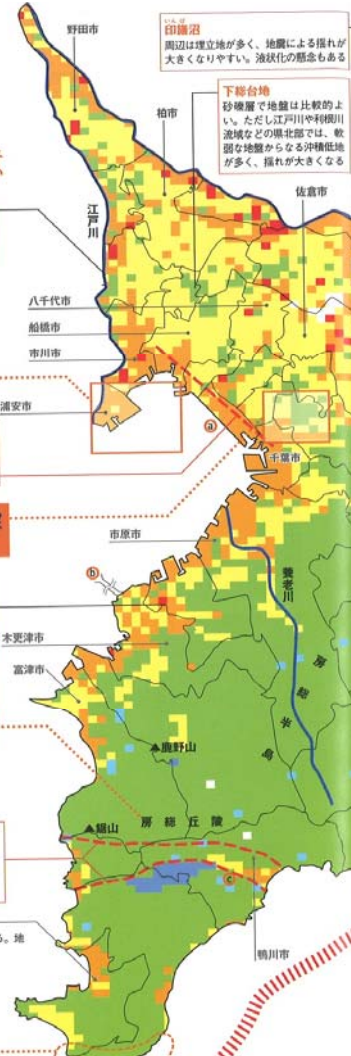 野田市
いんば
印旛沼
周辺は埋立地が多く、地震による揺れが
大きくなりやすい。液状化の懸念もある
下総台地
砂礫層で地盤は比較的よ
い。ただし江戸川や利根川
流域などの県北部では、軟
弱な地盤からなる沖積低地
が多く、揺れが大きくなる
柏市
佐倉市
江戸川
八千代市
船橋市
市川市
浦安市
ⓐ
千葉市
市原市
ⓑ
養老川
木更津市
富津市
房総半島
▲鹿野山
▲鋸山
房総丘陵
ⓒ
る。地
鴨川市